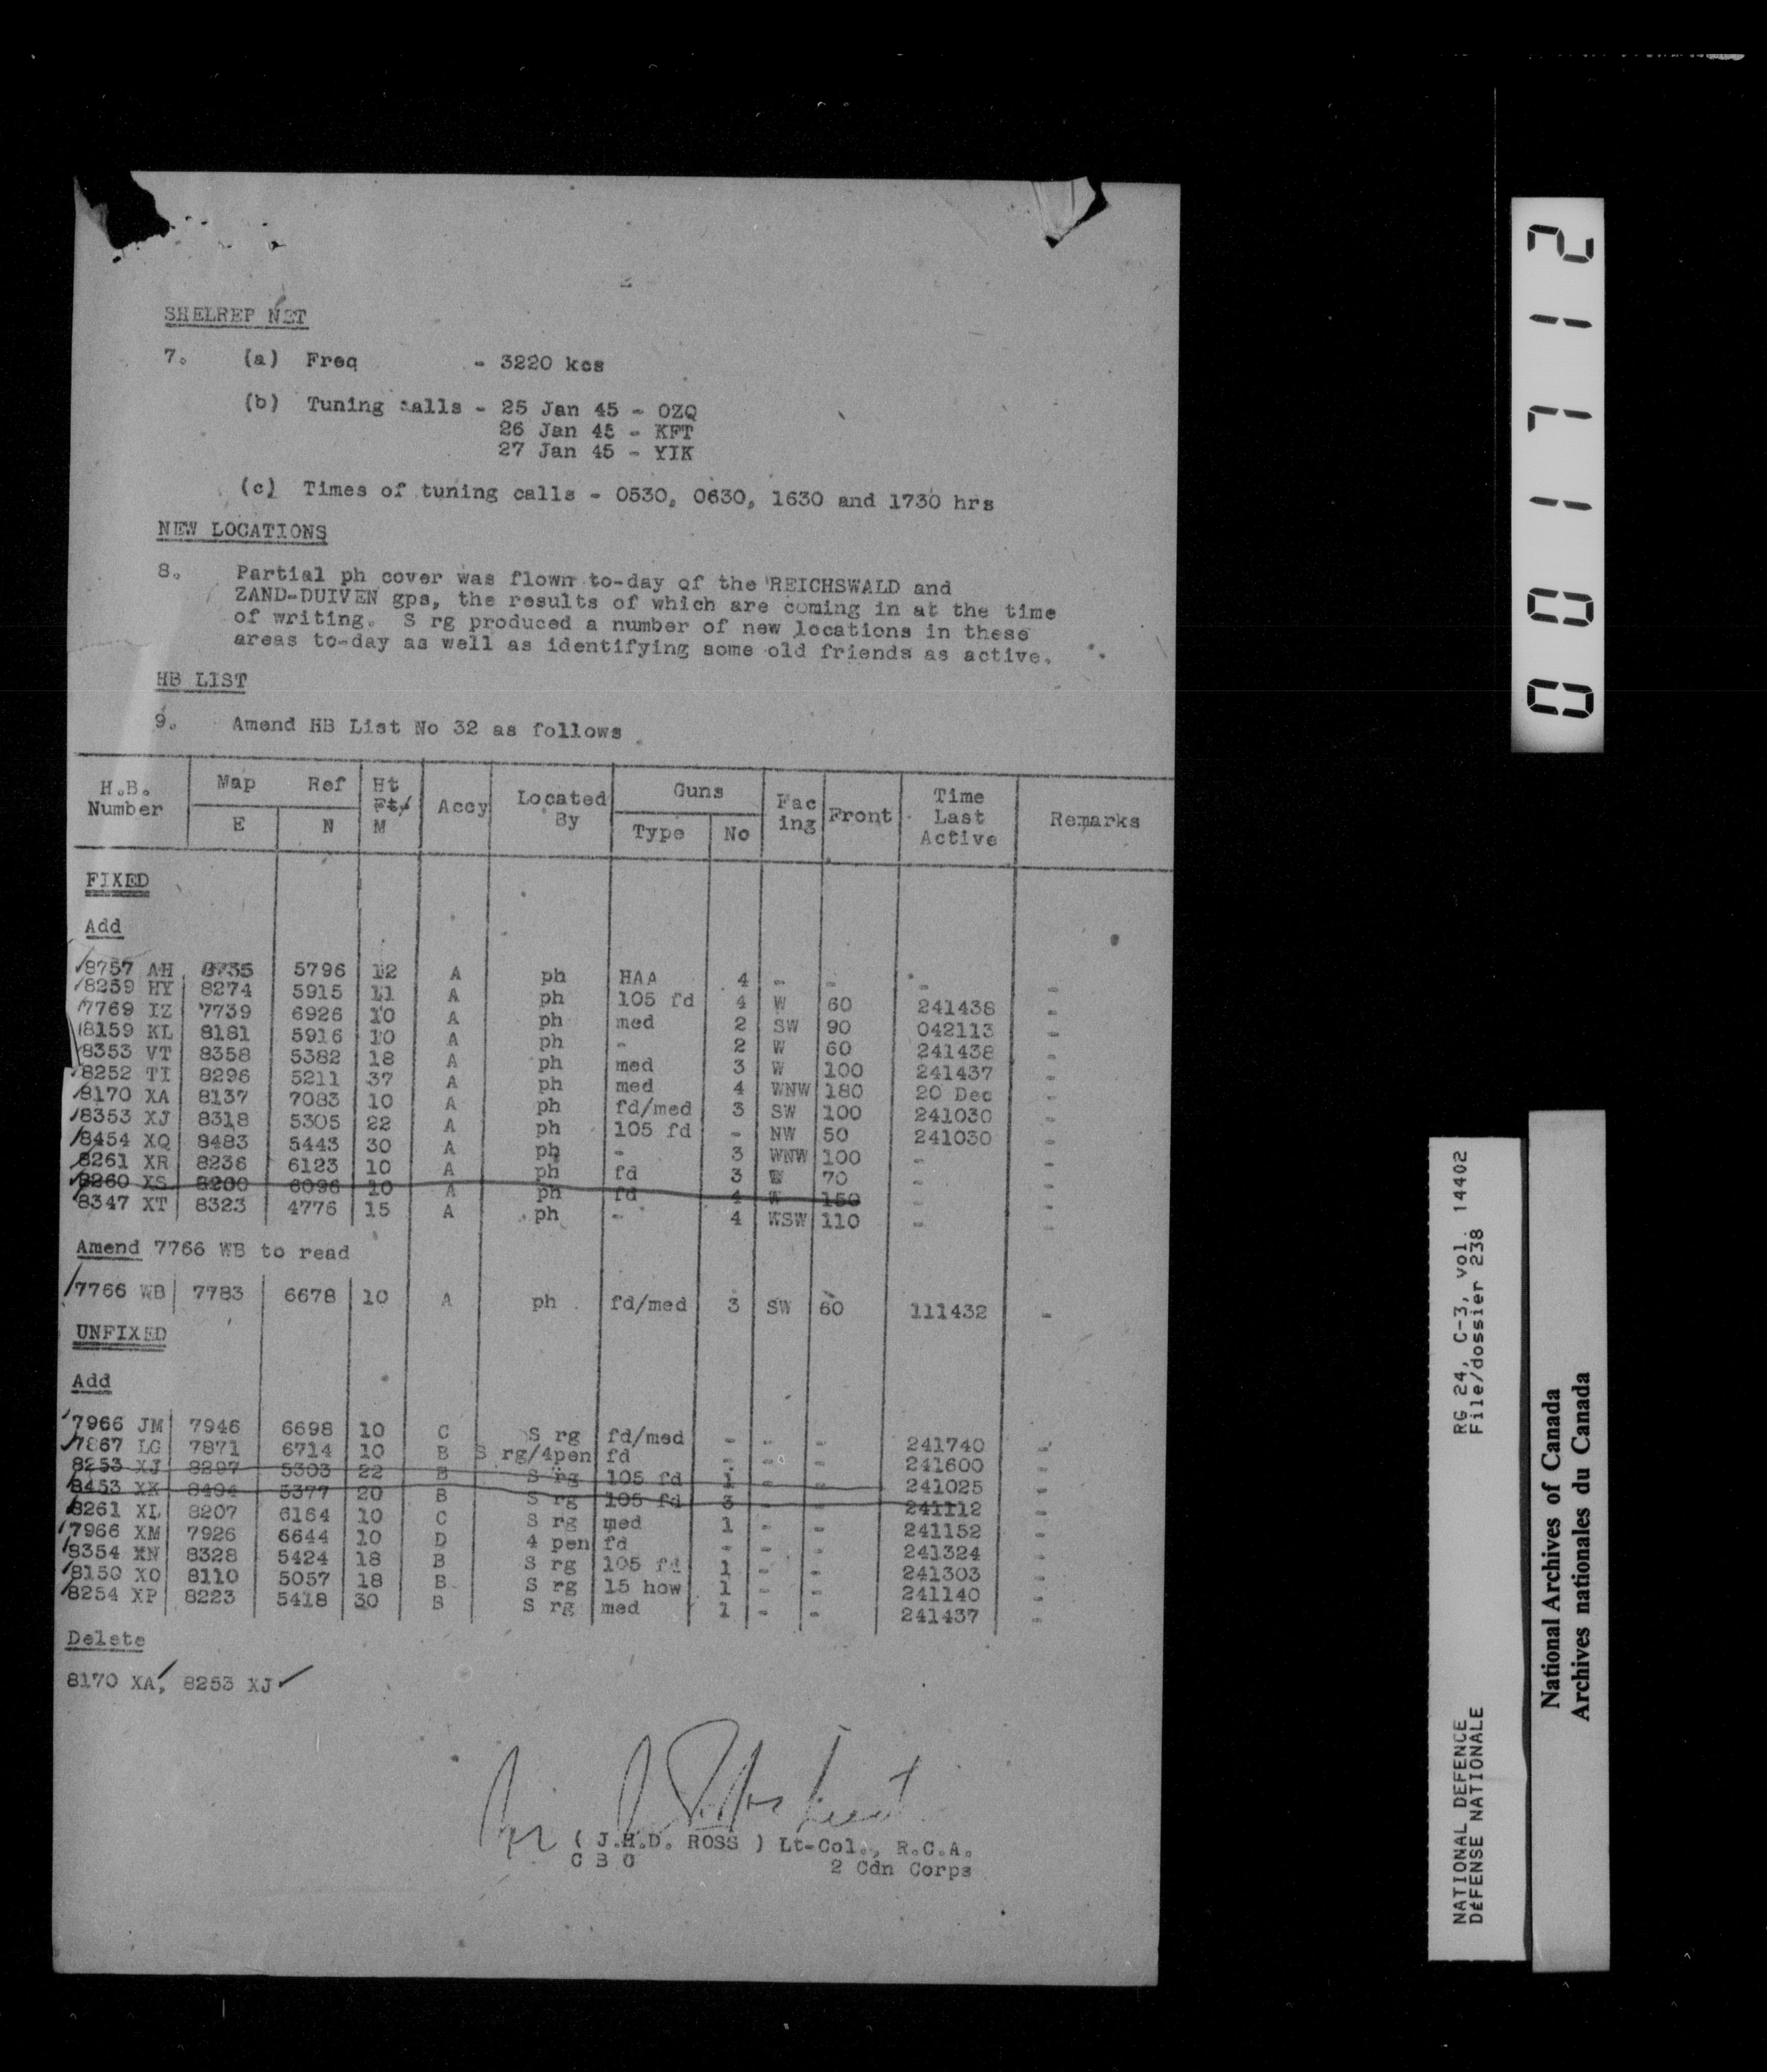 SHELREP NET
7. (a) Freq - 3220 kcs
(b) Tuning calls - 25 Jan 45 - OZQ
26 Jan 45 - KFT
27 Jan 45 - YIK
(c) Times of tuning calls - 0530, 0630, 1630 and 1730 hrs
NEW LOCATIONS
8. Partial ph cover was flown to-day of the REICHSWALD and
ZAND-DUIVEN gps, the results of which are coming in at the time
of writing. S rg produced a number of new locations in these
areas to-day as well as identifying some old friends as active.
HB LIST
9. Amend HB List No 32 as follows
H.B. Number Map Ref E N Ht Ft/ M Accy Located By Guns Type No Fac ing Front Time Last Active Remarks
FIXED
Add
8757 AH 8735 5796 12 A ph HAA 4 - - - -
8259 HY 8274 5915 11 A ph 105 fd 4 W 60 241438 -
7769 IZ 7739 6926 10 A ph med 2 SW 90 042113 -
8159 KL 8181 5916 10 A ph - 2 W 60 241438 -
8353 VT 8358 5382 18 A ph med 3 W 100 241437 -
8252 TI 8296 5211 37 A ph med 4 WNW 180 20 Dec -
8170 XA 8137 7083 10 A ph fd/med 3 SW 100 241030 -
8353 XJ 8318 5305 22 A ph 105 fd - NW 50 241030 -
8454 XQ 8483 5443 30 A ph - 3 WNW 100 - -
8261 XR 8236 6123 10 A ph fd 3 W 70 - -
8260 XS 8200 6096 10 A ph fd 4 W 150 - -
8347 XT 8323 4776 15 A ph - 4 WSW 110 - -
Amend 7766 WB to read
7766 WB 7783 6678 10 A ph fd/med 3 SW 60 111432 -
UNFIXED
Add
7966 JM 7946 6698 10 C S rg fd/med - - - 241740 -
7867 LG 7871 6714 10 B S rg/4pen fd - - - 241600 -
8253 XJ 8297 5303 22 B S rg 105 fd 1 - - 241025 -
8453 XK 8404 5377 20 B S rg 105 fd 3 - - 241112 -
8261 XL 8207 6164 10 C S rg med 1 - - 241152 -
7966 XM 7926 6644 10 D 4 pen fd - - - 241324 -
8354 XN 8328 5424 18 B S rg 105 fd 1 - - 241303 -
8150 XO 8110 5057 18 B S rg 15 how 1 - - 241140 -
8254 XP 8223 5418 30 B S rg med 1 - - 241437 -
Delete
8170 XA, 8253 XJ
( J.H.D. ROSS ) Lt-Col., R.C.A.
C B O 2 Cdn Corps
001712
RG 24, C-3, vol. 14402
File/dossier 238
NATIONAL DEFENCE
DÉFENSE NATIONALE
National Archives of Canada
Archives nationales du Canada